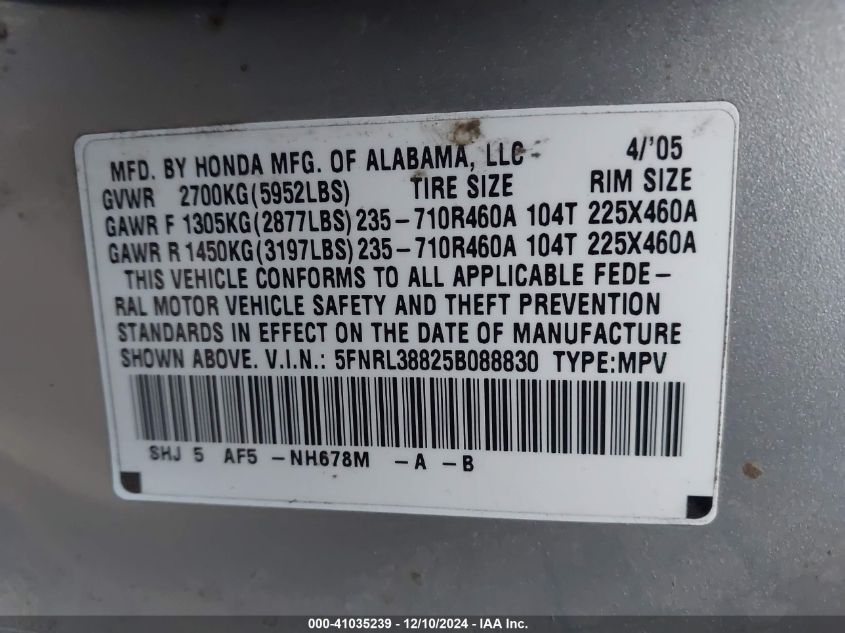 MFD. BY HONDA MFG. OF ALABAMA, LLC 4/'05
GVWR 2700KG(5952LBS) TIRE SIZE RIM SIZE
GAWR F 1305KG(2877LBS) 235-710R460A 104T 225X460A
GAWR R 1450KG(3197LBS) 235-710R460A 104T 225X460A
THIS VEHICLE CONFORMS TO ALL APPLICABLE FEDE-
RAL MOTOR VEHICLE SAFETY AND THEFT PREVENTION
STANDARDS IN EFFECT ON THE DATE OF MANUFACTURE
SHOWN ABOVE. V.I.N.: 5FNRL38825B088830 TYPE:MPV
SHJ 5 AF5 -NH678M -A -B
000-41035239 - 12/10/2024 - IAA Holdings, LLC.